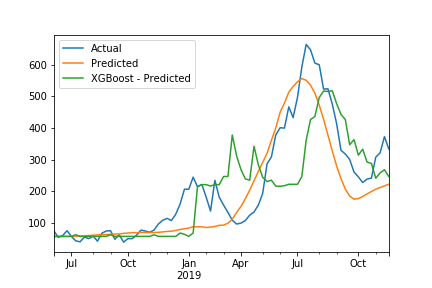 Actual
Predicted
XGBoost - Predicted
600
500
400
300
200
100
Jul
Oct
Jan
2019
Apr
Jul
Oct